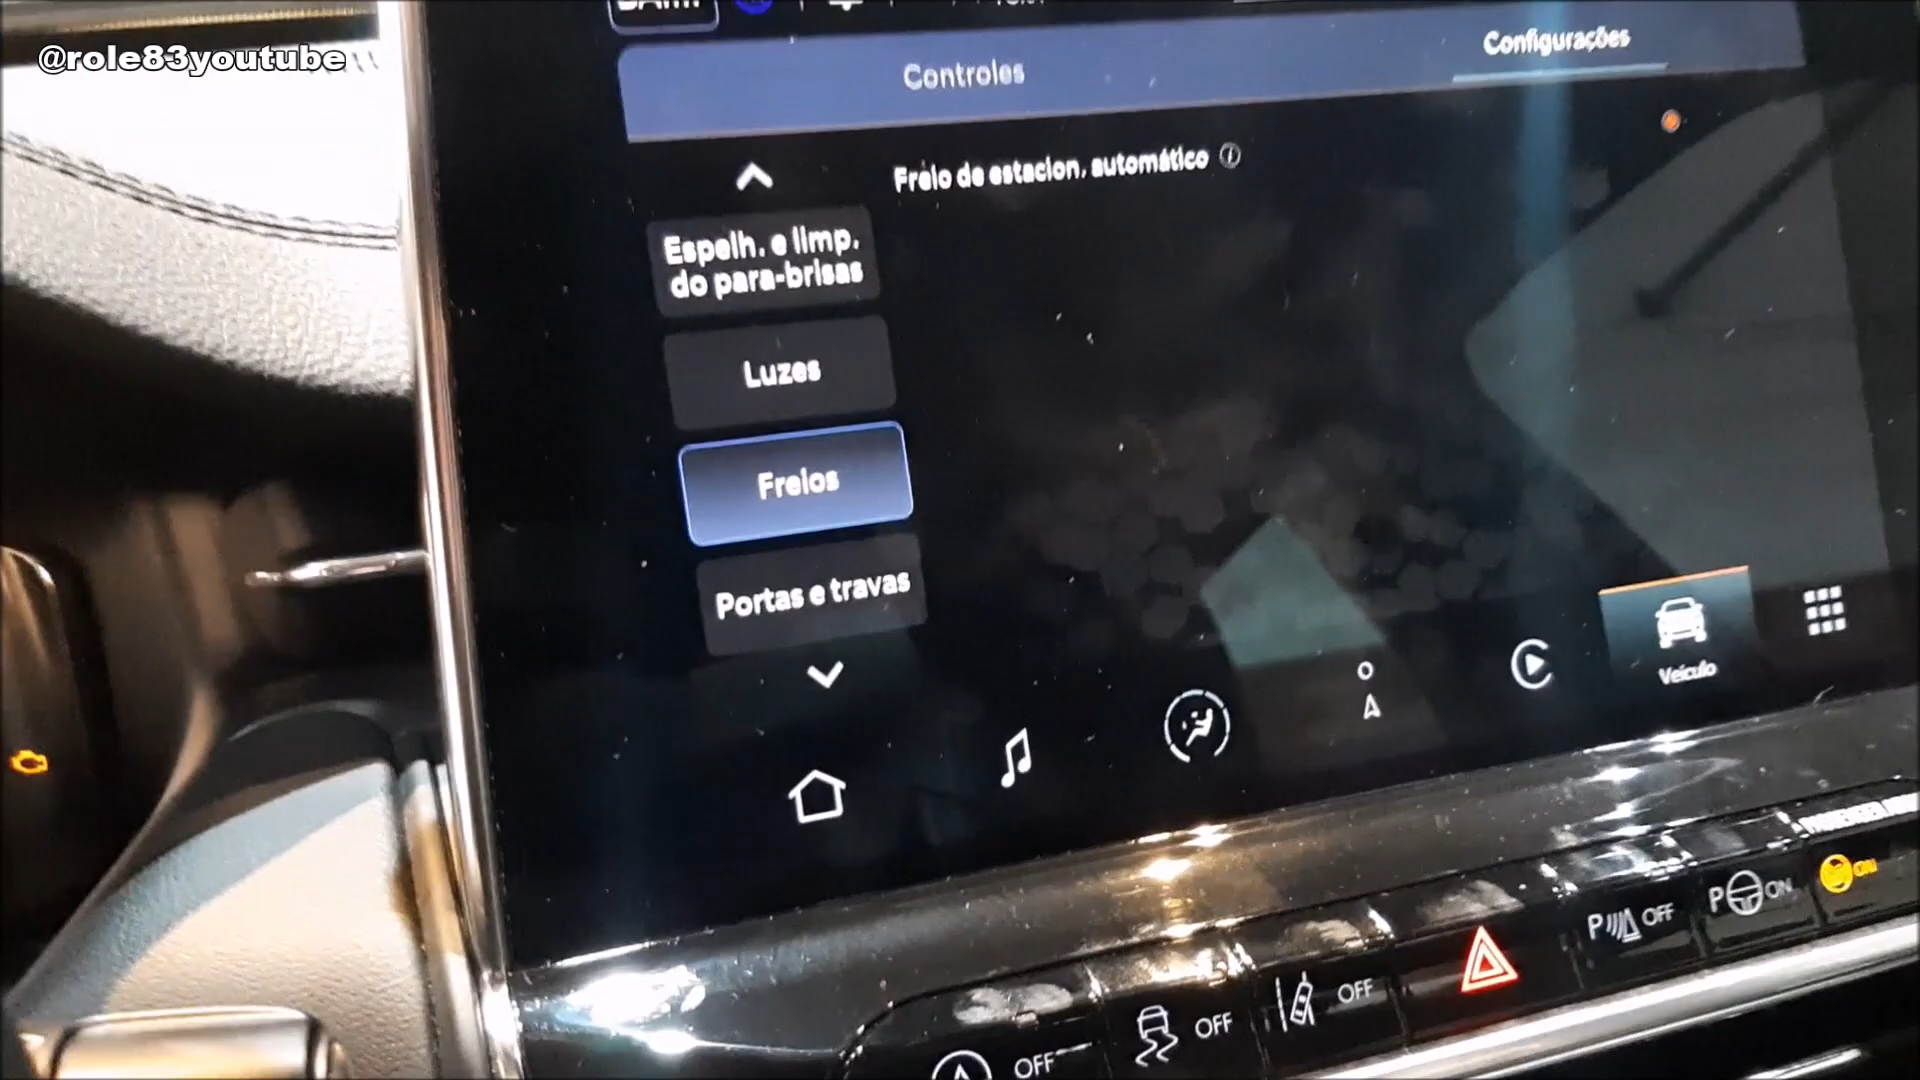 @role83youtube
Controles
Configurações
Freio de estacion. automático
Espelh. e limp.
do para-brisas
Luzes
Freios
Portas e travas
Veículo
P OFF
P ON
ON
OFF
OFF
A OFF